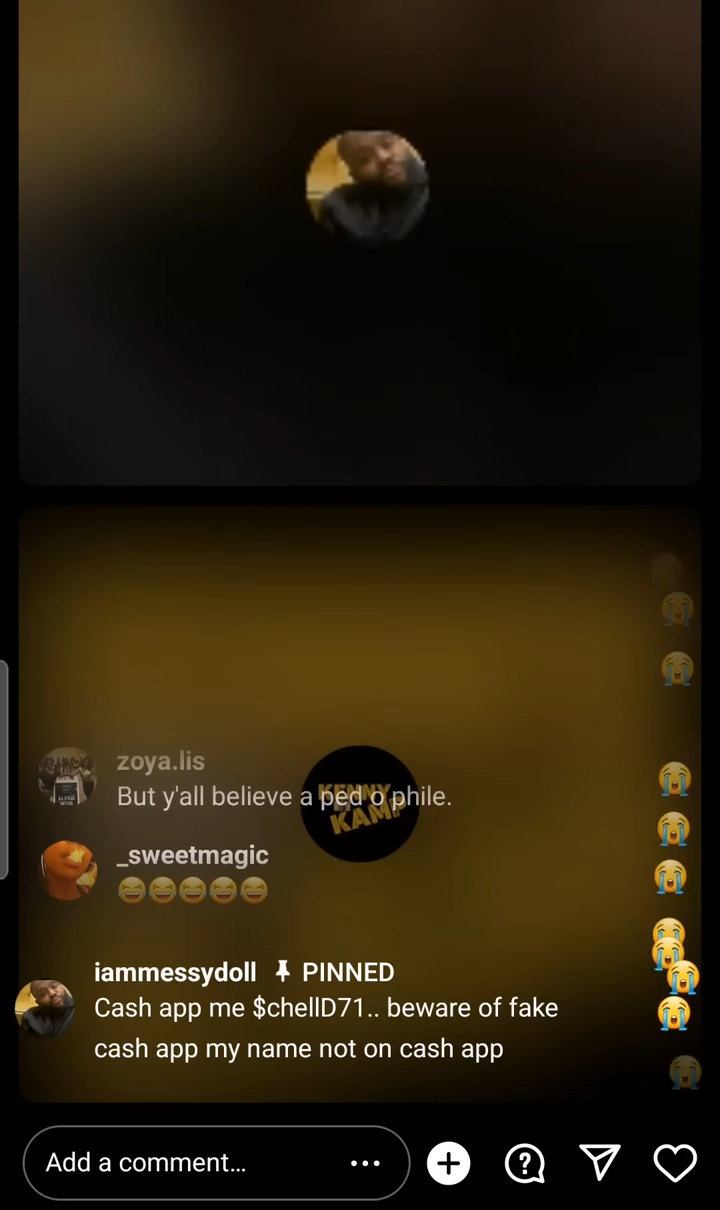 zoya.lis
But y'all believe a ped o phile.
KENNY
KAMP
_sweetmagic
😂😂😂😂😂
iammessydoll 📌 PINNED
Cash app me $chellD71.. beware of fake
cash app my name not on cash app
Add a comment...